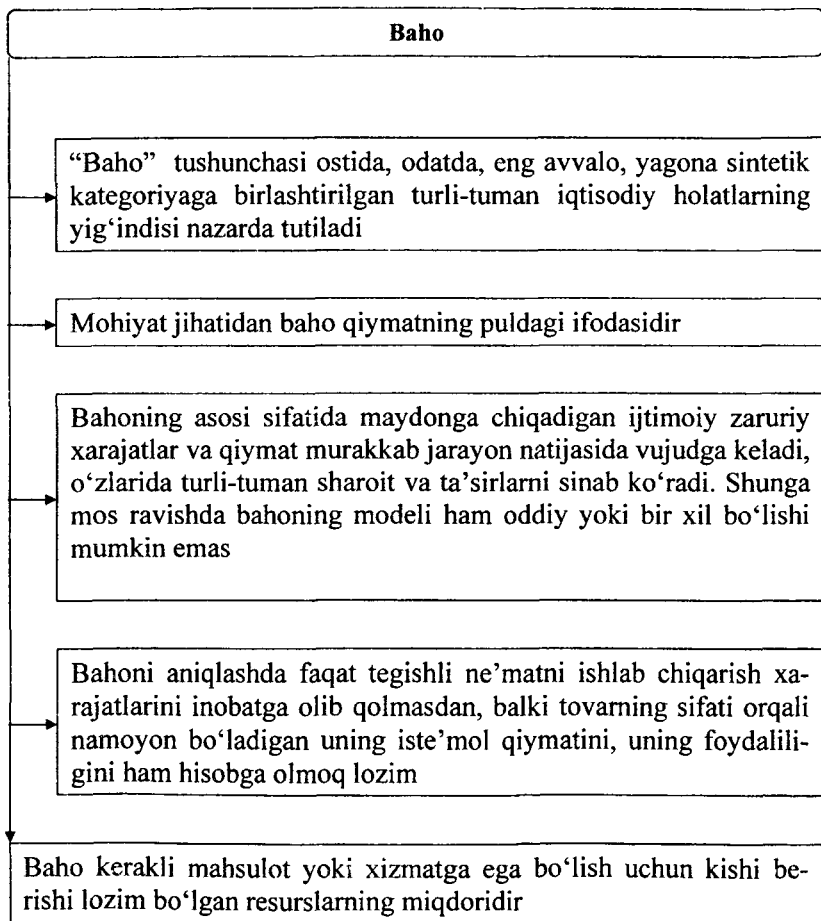 Baho
“Baho” tushunchasi ostida, odatda, eng avvalo, yagona sintetik
kategoriyaga birlashtirilgan turli-tuman iqtisodiy holatlarning
yig‘indisi nazarda tutiladi
Mohiyat jihatidan baho qiymatning puldagi ifodasidir
Bahoning asosi sifatida maydonga chiqadigan ijtimoiy zaruriy
xarajatlar va qiymat murakkab jarayon natijasida vujudga keladi,
o‘zlarida turli-tuman sharoit va ta’sirlarni sinab ko‘radi. Shunga
mos ravishda bahoning modeli ham oddiy yoki bir xil bo‘lishi
mumkin emas
Bahoni aniqlashda faqat tegishli ne’matni ishlab chiqarish xa-
rajatlarini inobatga olib qolmasdan, balki tovarning sifati orqali
namoyon bo‘ladigan uning iste’mol qiymatini, uning foydalili-
gini ham hisobga olmoq lozim
Baho kerakli mahsulot yoki xizmatga ega bo‘lish uchun kishi be-
rishi lozim bo‘lgan resurslarning miqdoridir